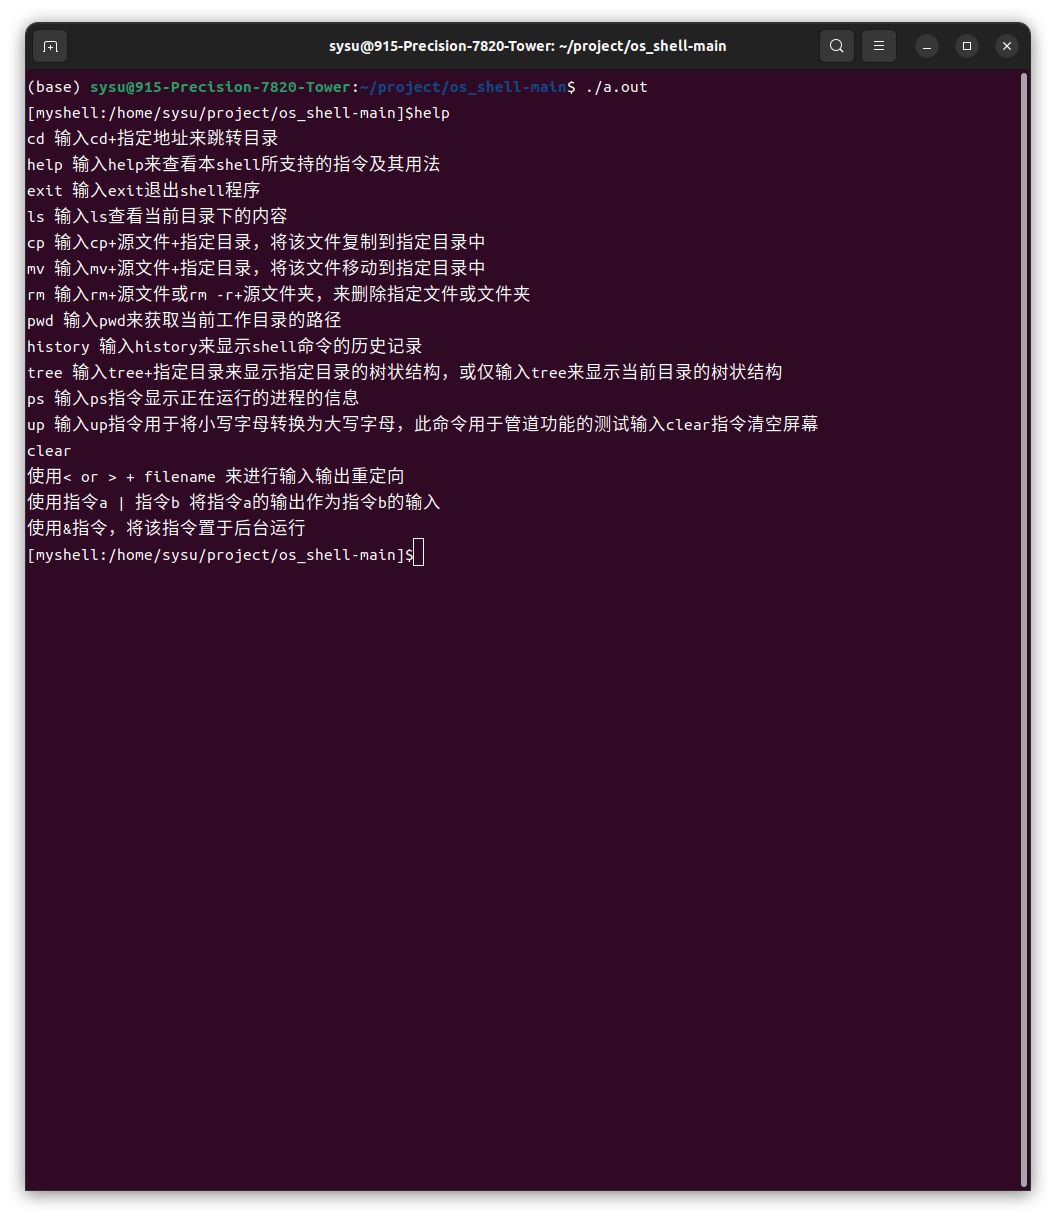 sysu@915-Precision-7820-Tower: ~/project/os_shell-main
(base) sysu@915-Precision-7820-Tower:~/project/os_shell-main$ ./a.out
[myshell:/home/sysu/project/os_shell-main]$help
cd 输入cd+指定地址来跳转目录
help 输入help来查看本shell所支持的指令及其用法
exit 输入exit退出shell程序
ls 输入ls查看当前目录下的内容
cp 输入cp+源文件+指定目录，将该文件复制到指定目录中
mv 输入mv+源文件+指定目录，将该文件移动到指定目录中
rm 输入rm+源文件或rm -r+源文件夹，来删除指定文件或文件夹
pwd 输入pwd来获取当前工作目录的路径
history 输入history来显示shell命令的历史记录
tree 输入tree+指定目录来显示指定目录的树状结构，或仅输入tree来显示当前目录的树状结构
ps 输入ps指令显示正在运行的进程的信息
up 输入up指令用于将小写字母转换为大写字母，此命令用于管道功能的测试输入clear指令清空屏幕
clear
使用< or > + filename 来进行输入输出重定向
使用指令a | 指令b 将指令a的输出作为指令b的输入
使用&指令，将该指令置于后台运行
[myshell:/home/sysu/project/os_shell-main]$